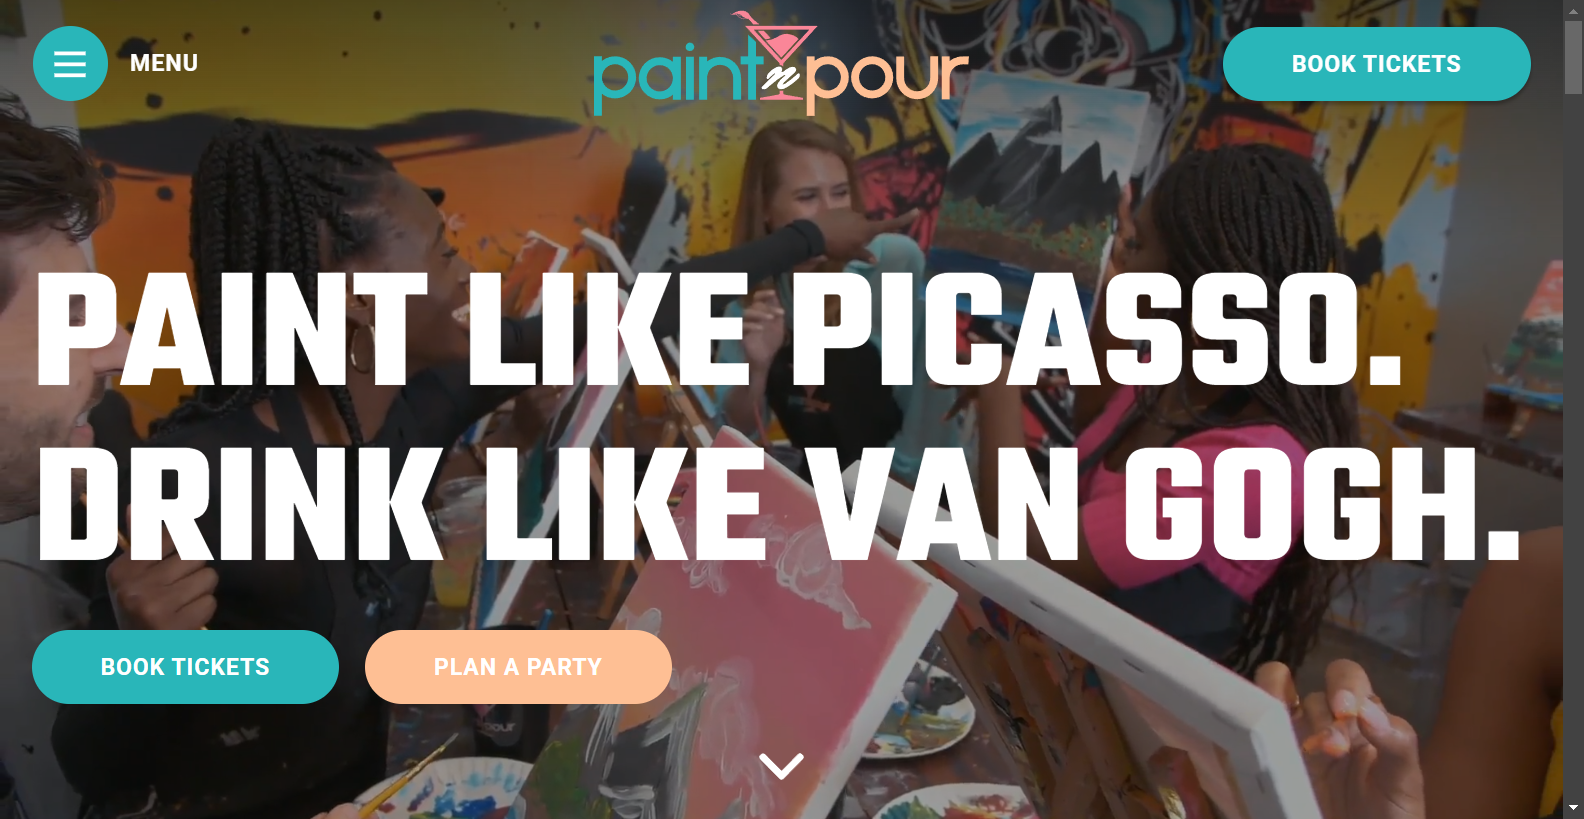 MENU
paint n pour
BOOK TICKETS
PAINT LIKE PICASSO.
DRINK LIKE VAN GOGH.
BOOK TICKETS
PLAN A PARTY